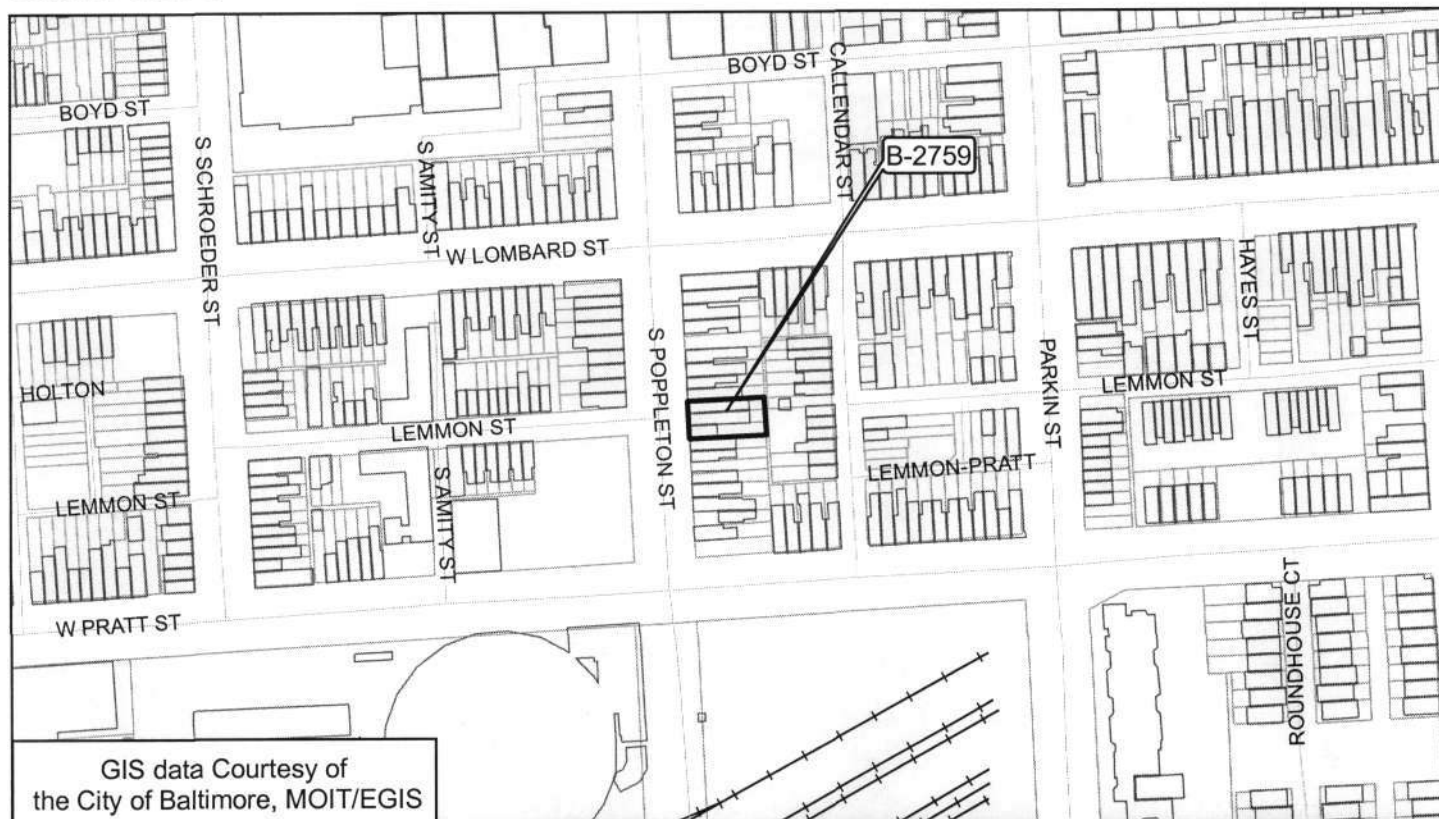 BOYD ST
CALLENDAR ST
BOYD ST
S SCHROEDER ST
S AMITY ST
B-2759
W LOMBARD ST
HAYES ST
S POPPLETON ST
PARKIN ST
HOLTON
LEMMON ST
LEMMON ST
LEMMON-PRATT
LEMMON ST
S AMITY ST
ROUNDHOUSE CT
W PRATT ST
GIS data Courtesy of
the City of Baltimore, MOIT/EGIS